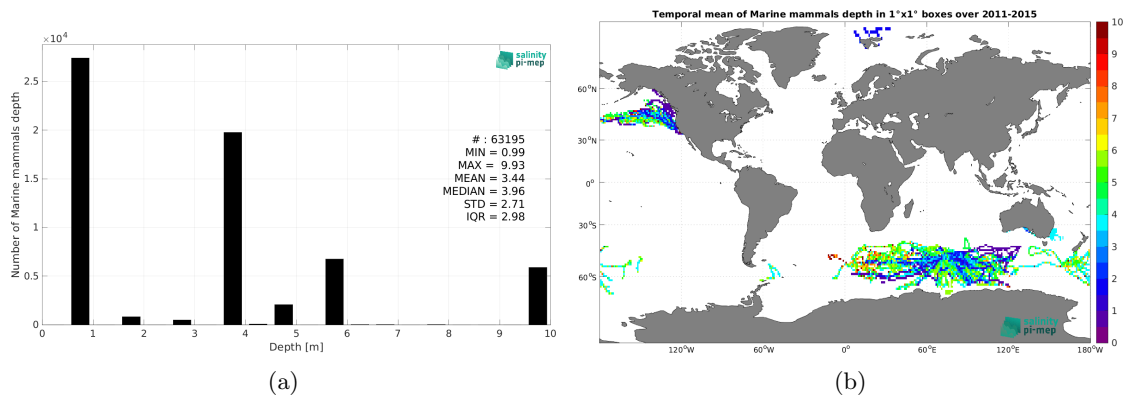 ×10⁴
salinity
pi-mep
Number of Marine mammals depth
2.5
2
1.5
1
0.5
0
# : 63195
MIN = 0.99
MAX = 9.93
MEAN = 3.44
MEDIAN = 3.96
STD = 2.71
IQR = 2.98
1 2 3 4 5 6 7 8 9 10
Depth [m]
(a)
Temporal mean of Marine mammals depth in 1°x1° boxes over 2011-2015
60°N
30°N
0°
30°S
60°S
120°W 60°W 0° 60°E 120°E 180°W
salinity
pi-mep
10
9
8
7
6
5
4
3
2
1
0
(b)